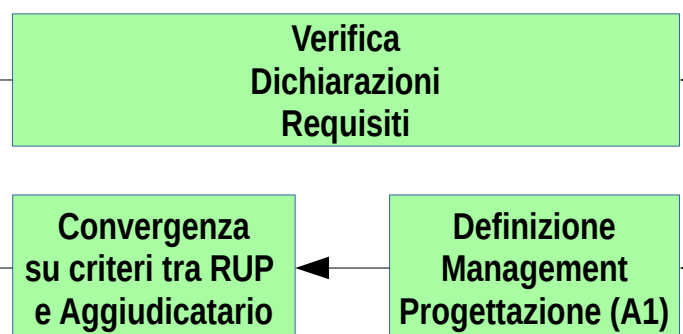 Verifica
Dichiarazioni
Requisiti
Convergenza
su criteri tra RUP
e Aggiudicatario
Definizione
Management
Progettazione (A1)